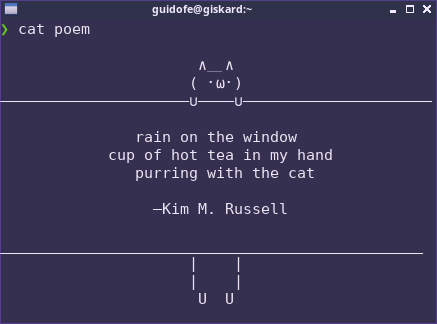 guidofe@giskard:~
❯ cat poem
∧__∧
( ･ω･)
─────────────────────U────U─────────────────────
rain on the window
cup of hot tea in my hand
purring with the cat
—Kim M. Russell
───────────────────────────────────────────────
|    |
|    |
U  U